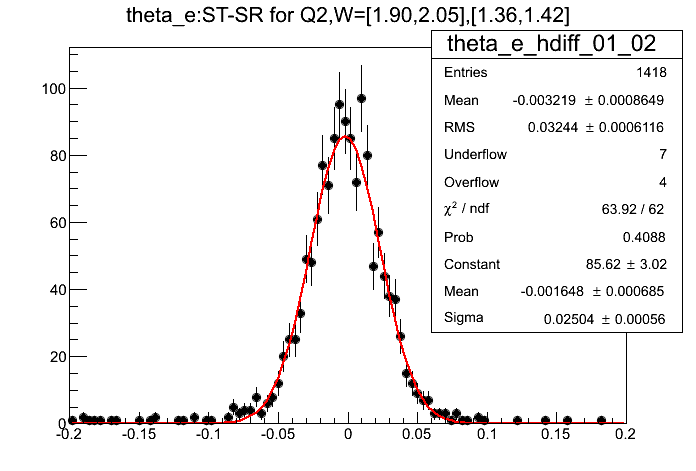 theta_e:ST-SR for Q2,W=[1.90,2.05],[1.36,1.42]
theta_e_hdiff_01_02
Entries 1418
Mean -0.003219 ± 0.0008649
RMS 0.03244 ± 0.0006116
Underflow 7
Overflow 4
χ² / ndf 63.92 / 62
Prob 0.4088
Constant 85.62 ± 3.02
Mean -0.001648 ± 0.000685
Sigma 0.02504 ± 0.00056
100
80
60
40
20
0
-0.2 -0.15 -0.1 -0.05 0 0.05 0.1 0.15 0.2